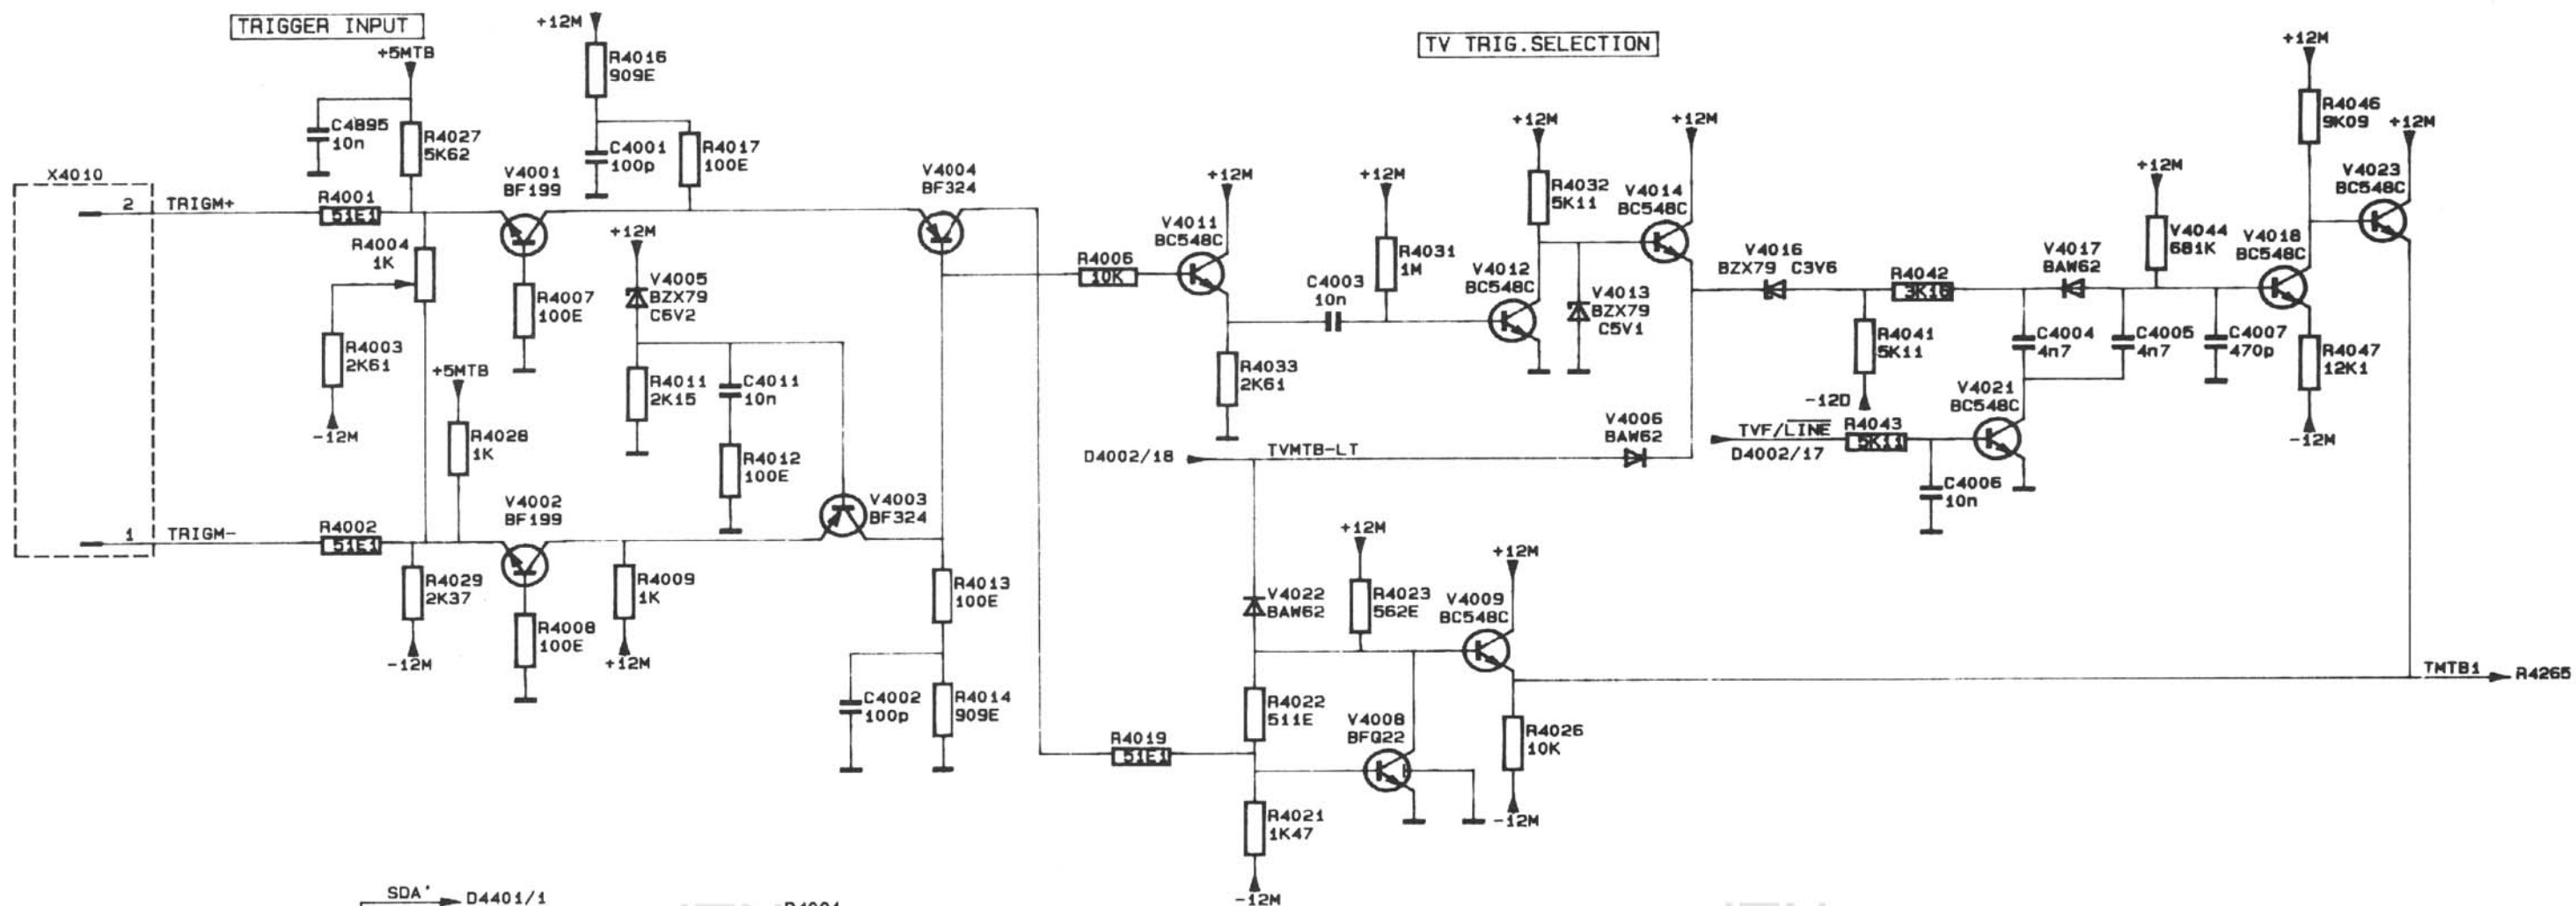 TRIGGER INPUT
TV TRIG.SELECTION
X4010
2
TRIGM+
1
TRIGM-
+5MTB
C4895
10n
R4027
5K62
R4001
51E1
R4004
1K
R4003
2K61
-12M
+5MTB
R4028
1K
R4002
51E1
R4029
2K37
-12M
V4001
BF199
R4007
100E
V4002
BF199
R4008
100E
+12M
R4016
909E
C4001
100p
R4017
100E
+12M
V4005
BZX79
C6V2
R4011
2K15
C4011
10n
R4012
100E
R4009
1K
+12M
V4003
BF324
V4004
BF324
R4013
100E
C4002
100p
R4014
909E
R4006
10K
V4011
BC548C
+12M
R4033
2K61
C4003
10n
+12M
R4031
1M
V4012
BC548C
+12M
R4032
5K11
V4013
BZX79
C5V1
V4014
BC548C
+12M
V4016
BZX79 C3V6
R4042
3K16
R4041
5K11
-12D
V4017
BAW62
C4004
4n7
C4005
4n7
+12M
V4044
681K
C4007
470p
V4018
BC548C
+12M
R4046
9K09
R4047
12K1
-12M
+12M
V4023
BC548C
D4002/18
TVMTB-LT
V4006
BAW62
TVF/LINE
D4002/17
R4043
5K11
C4006
10n
V4021
BC548C
V4022
BAW62
+12M
R4023
562E
V4009
BC548C
+12M
R4022
511E
V4008
BFQ22
R4019
51E1
R4021
1K47
-12M
R4026
10K
-12M
TMTB1
R4265
SDA'
D4401/1